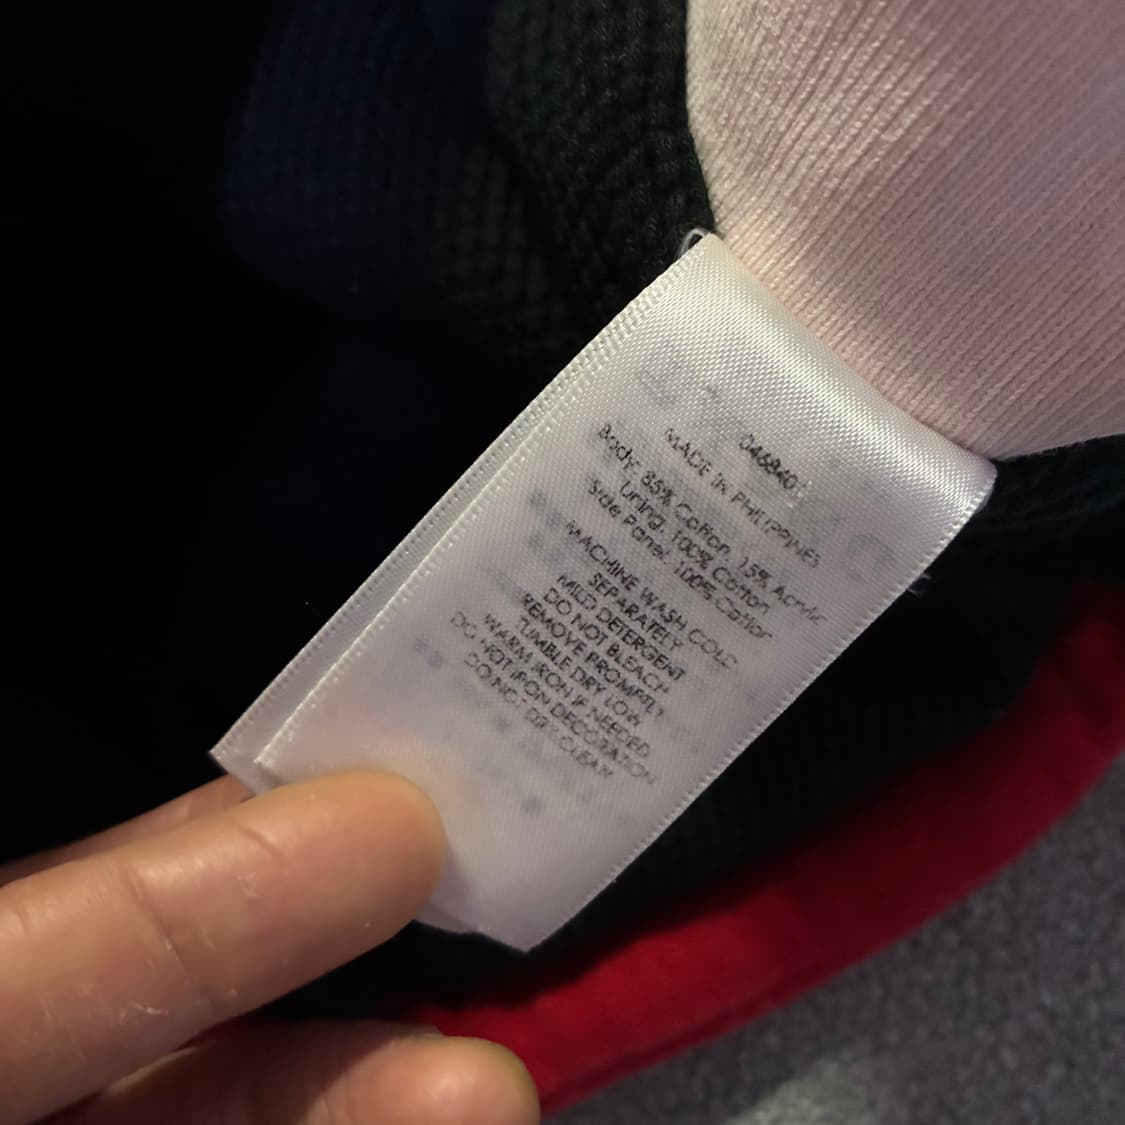 046840
MADE IN PHILIPPINES
Body: 85% Cotton, 15% Acrylic
Lining: 100% Cotton
Side Panel: 100% Cotton
MACHINE WASH COLD
SEPARATELY
MILD DETERGENT
DO NOT BLEACH
REMOVE PROMPTLY
TUMBLE DRY LOW
WARM IRON IF NEEDED
DO NOT IRON DECORATION
DO NOT DRY CLEAN